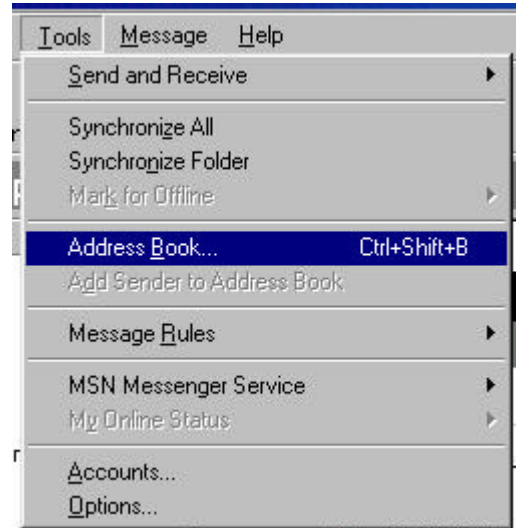 Tools Message Help
Send and Receive
Synchronize All
Synchronize Folder
Mark for Offline
Address Book... Ctrl+Shift+B
Add Sender to Address Book
Message Rules
MSN Messenger Service
My Online Status
Accounts...
Options...